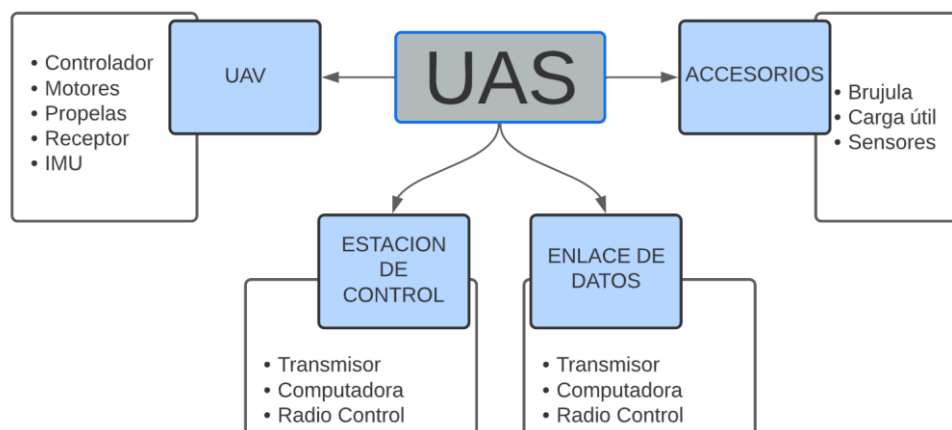 UAS
UAV
• Controlador
• Motores
• Propelas
• Receptor
• IMU
ACCESORIOS
• Brujula
• Carga útil
• Sensores
ESTACION
DE
CONTROL
• Transmisor
• Computadora
• Radio Control
ENLACE DE
DATOS
• Transmisor
• Computadora
• Radio Control